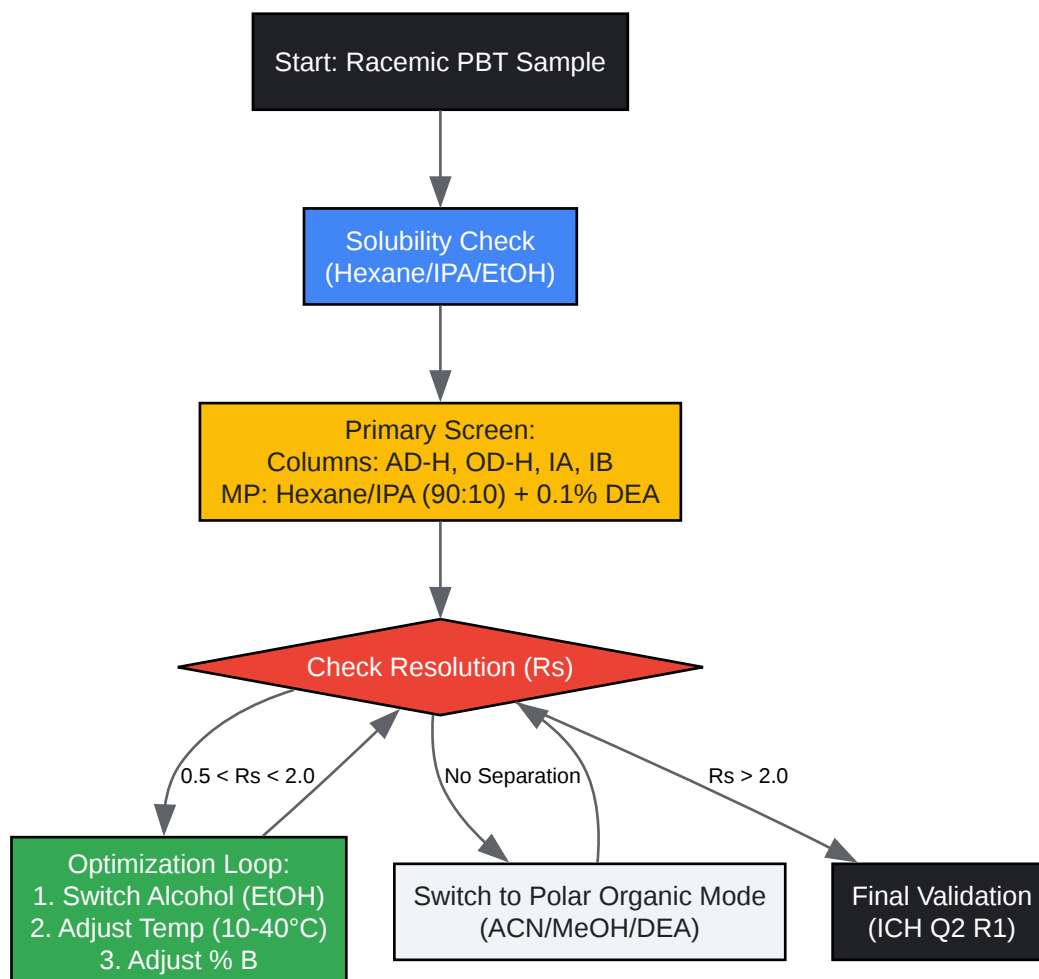 Start: Racemic PBT Sample
Solubility Check
(Hexane/IPA/EtOH)
Primary Screen:
Columns: AD-H, OD-H, IA, IB
MP: Hexane/IPA (90:10) + 0.1% DEA
Check Resolution (Rs)
0.5 < Rs < 2.0
No Separation
Rs > 2.0
Optimization Loop:
1. Switch Alcohol (EtOH)
2. Adjust Temp (10-40°C)
3. Adjust % B
Switch to Polar Organic Mode
(ACN/MeOH/DEA)
Final Validation
(ICH Q2 R1)